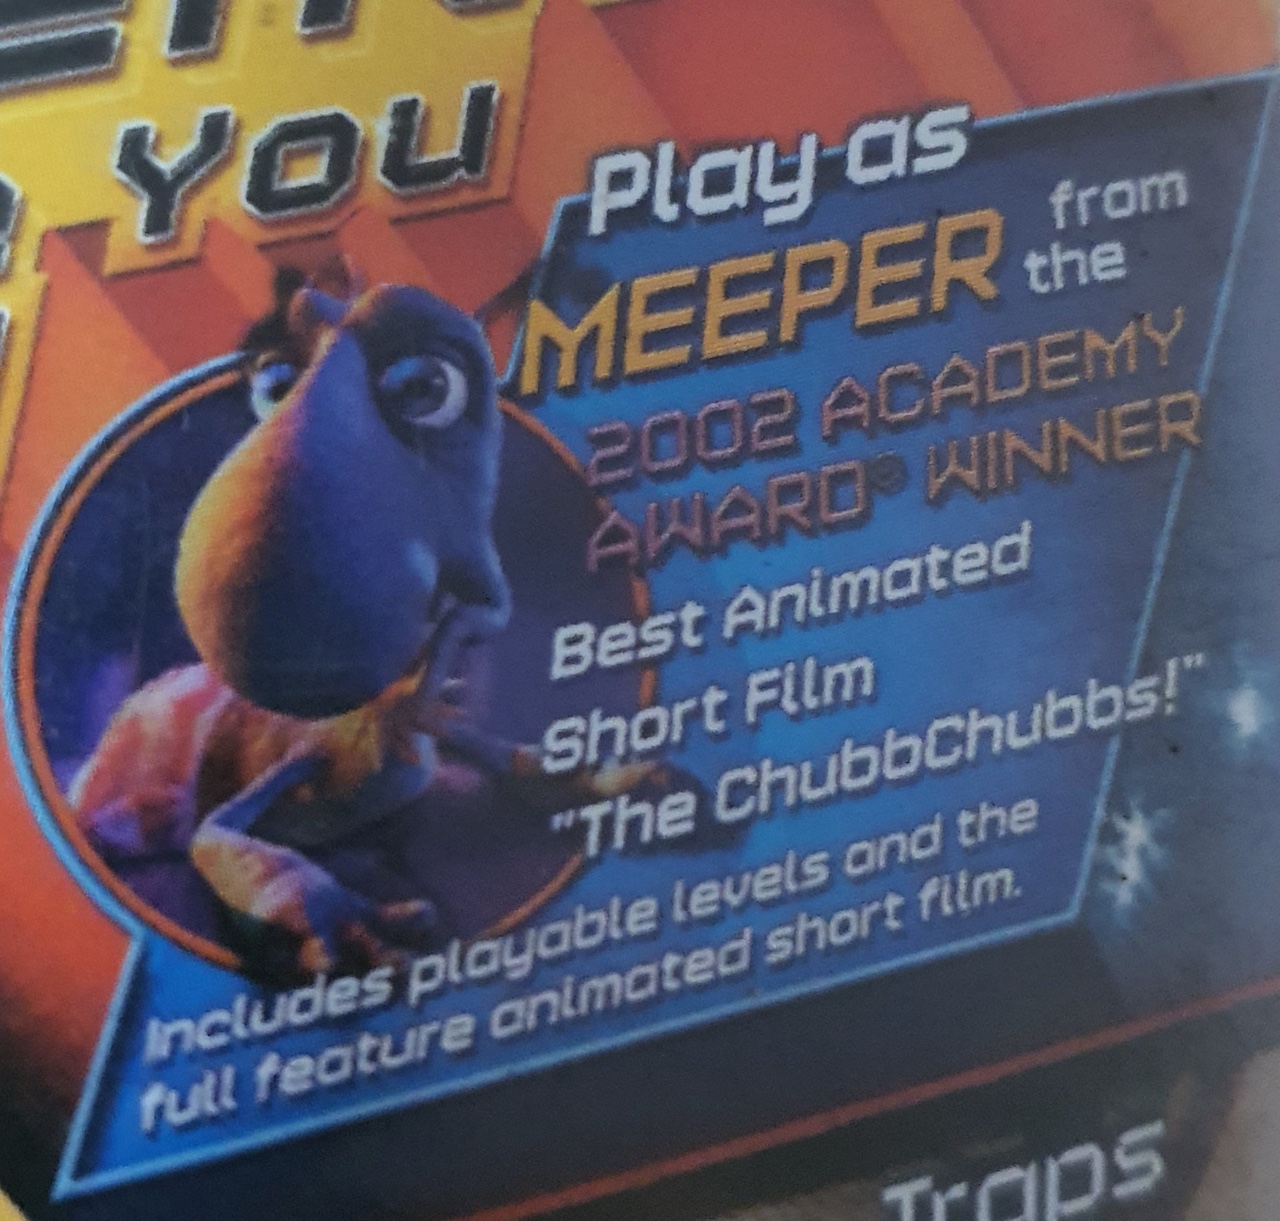 YOU
Play as
MEEPER from the
2002 ACADEMY
AWARD® WINNER
Best Animated
Short Film
"The ChubbChubbs!"
Includes playable levels and the
full feature animated short film.
Traps